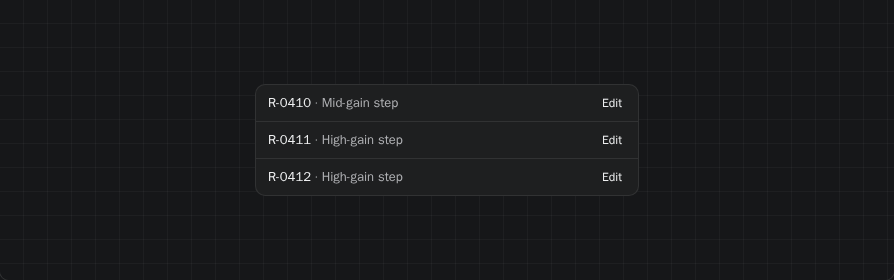 R-0410 · Mid-gain step Edit
R-0411 · High-gain step Edit
R-0412 · High-gain step Edit